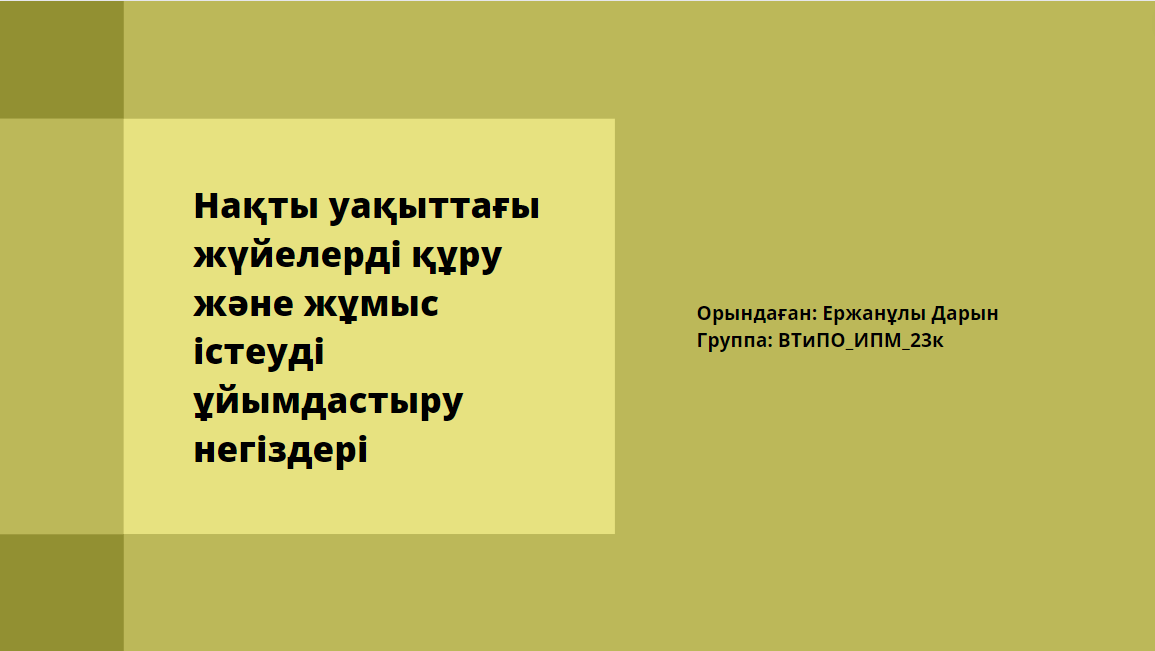 Нақты уақыттағы
жүйелерді құру
және жұмыс
істеуді
ұйымдастыру
негіздері
Орындаған: Ержанұлы Дарын
Группа: ВТиПО_ИПМ_23к